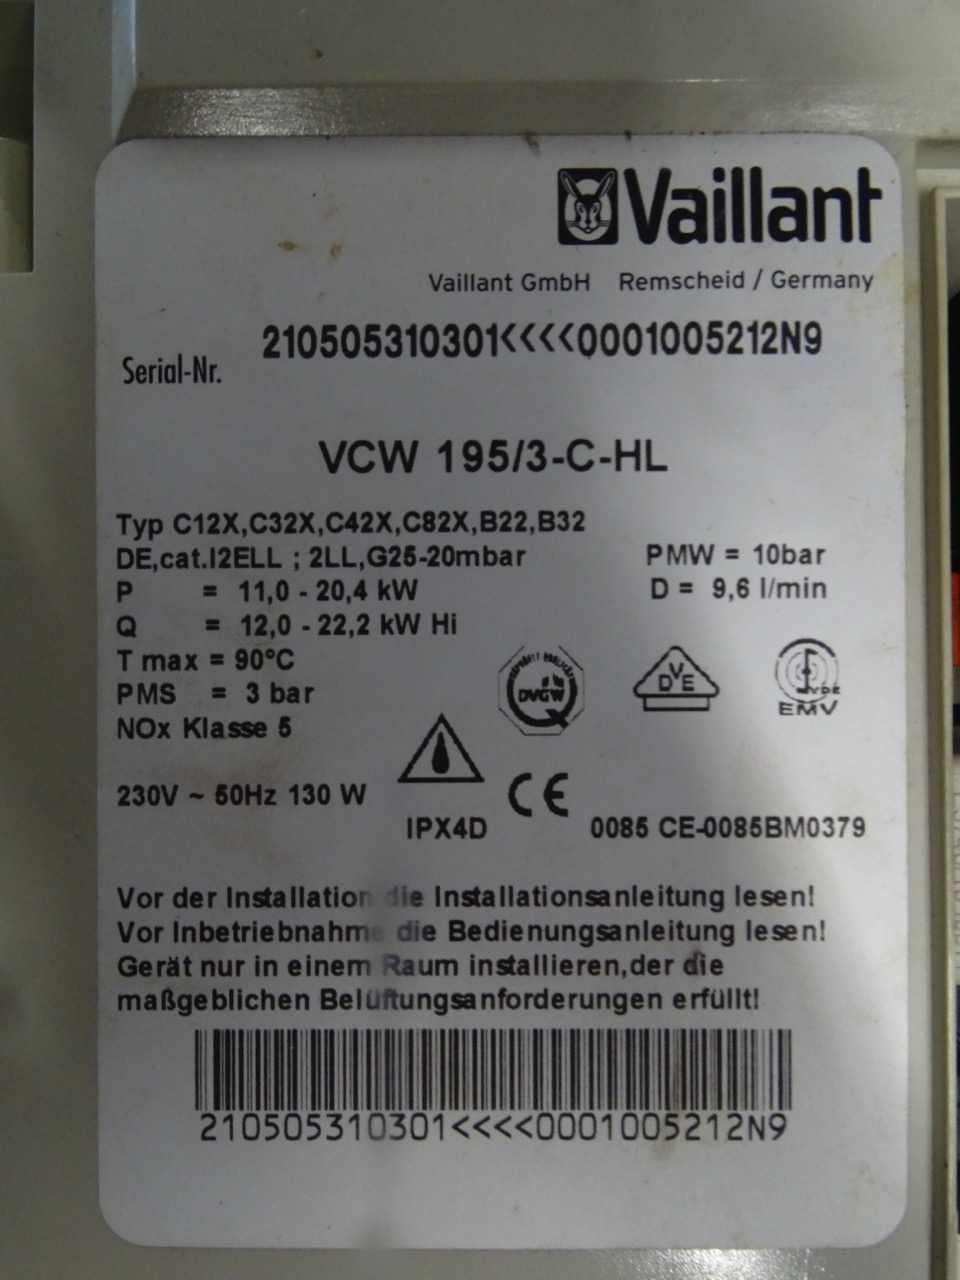 Vaillant
Vaillant GmbH Remscheid / Germany
210505310301<<<<0001005212N9
Serial-Nr.
VCW 195/3-C-HL
Typ C12X,C32X,C42X,C82X,B22,B32
DE,cat.I2ELL ; 2LL,G25-20mbar PMW = 10bar
P = 11,0 - 20,4 kW D = 9,6 l/min
Q = 12,0 - 22,2 kW Hi
T max = 90°C
PMS = 3 bar
NOx Klasse 5
DVGW
DVE
VDE
EMV
230V ~ 50Hz 130 W
CE
IPX4D 0085 CE-0085BM0379
Vor der Installation die Installationsanleitung lesen!
Vor Inbetriebnahme die Bedienungsanleitung lesen!
Gerät nur in einem Raum installieren,der die
maßgeblichen Belüftungsanforderungen erfüllt!
210505310301<<<<0001005212N9